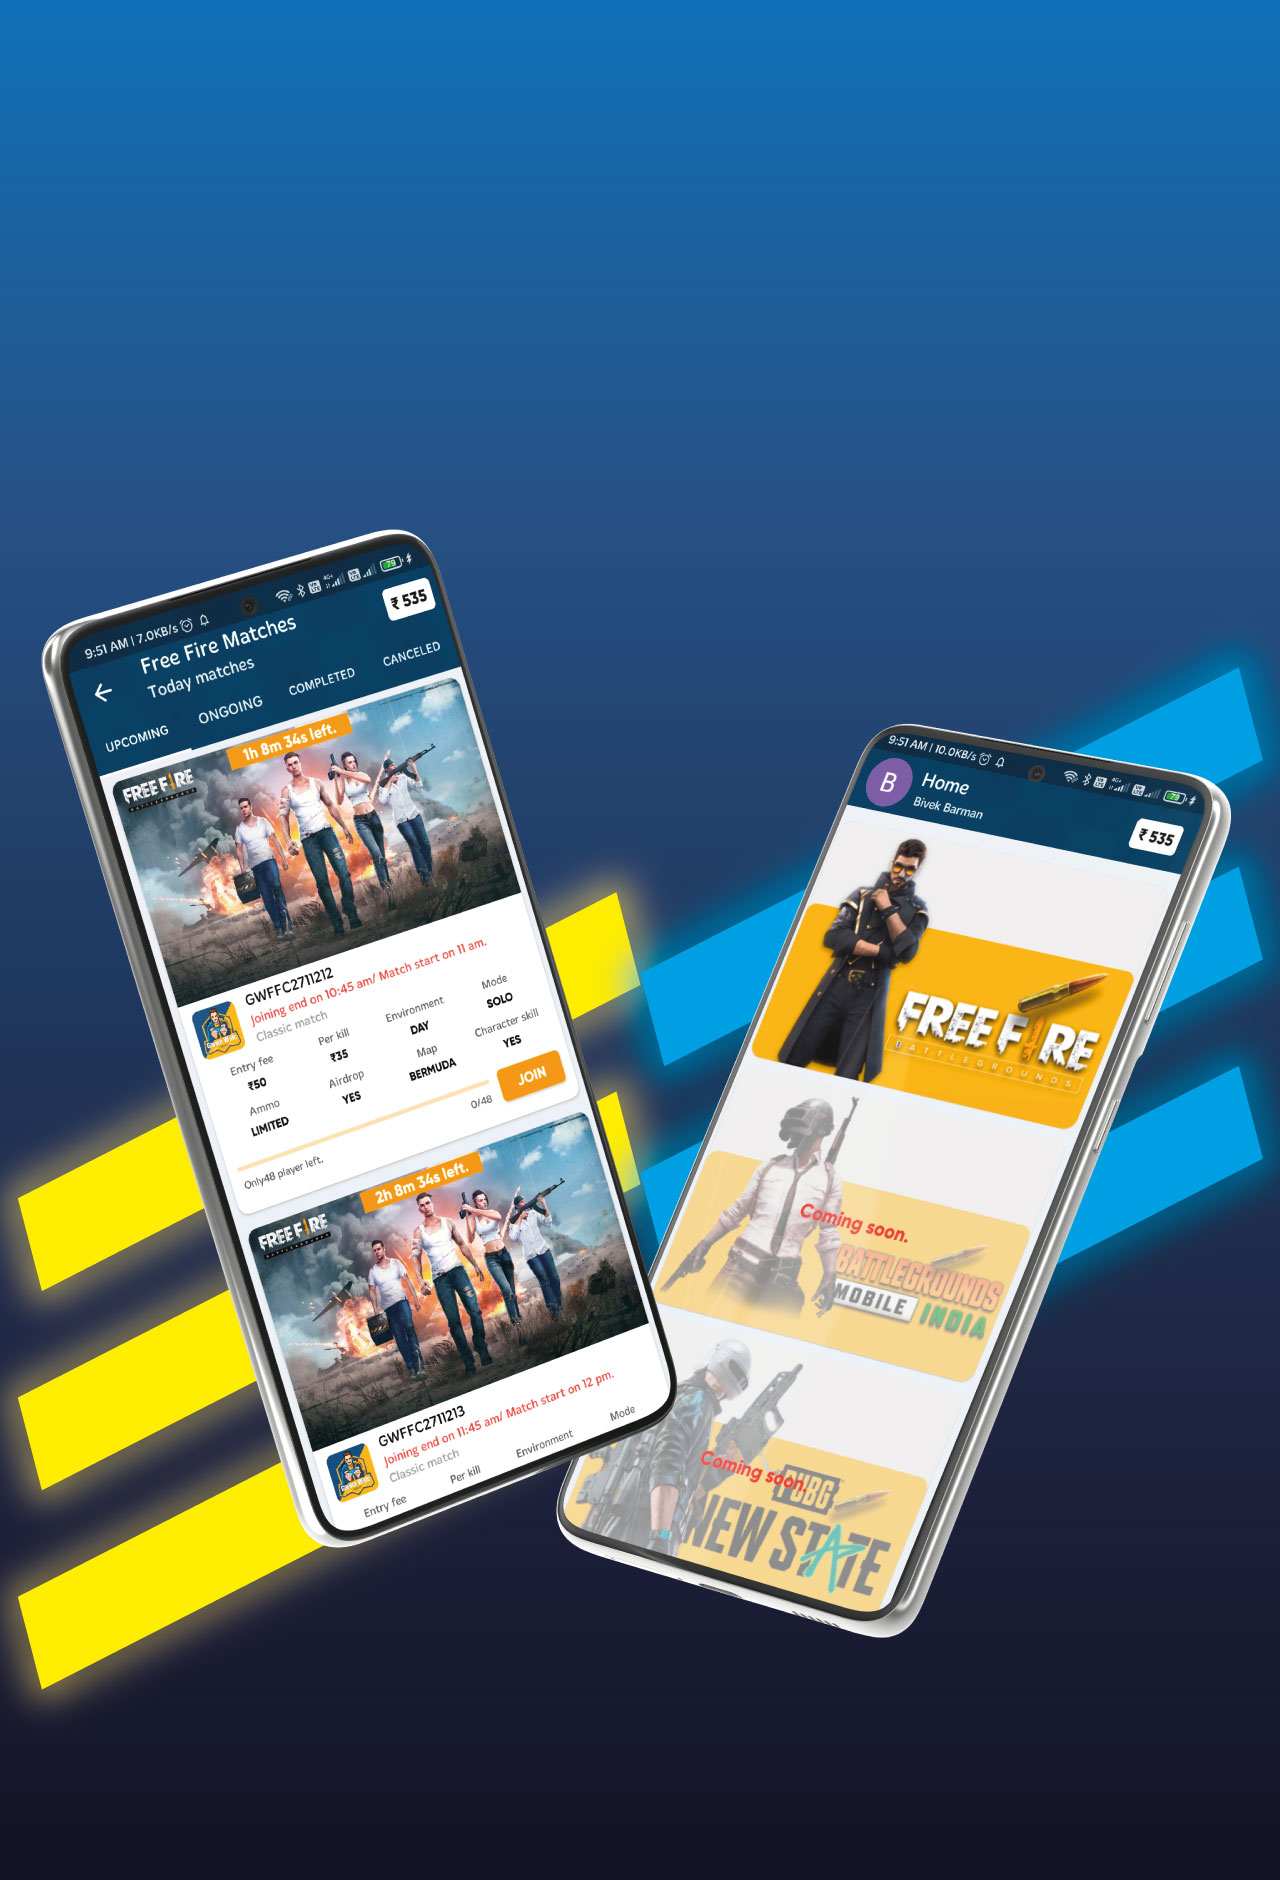 9:51 AM | 7.0KB/s
79
Free Fire Matches
Today matches
₹ 535
UPCOMING
ONGOING
COMPLETED
CANCELED
1h 8m 34s left.
FREE FIRE
BATTLEGROUNDS
GWFFC2711212
Joining end on 10:45 am/ Match start on 11 am.
Classic match
Entry fee
Per kill
Environment
Mode
₹50
₹35
DAY
SOLO
Ammo
Airdrop
Map
Character skill
LIMITED
YES
BERMUDA
YES
0/48
JOIN
Only48 player left.
2h 8m 34s left.
FREE FIRE
BATTLEGROUNDS
GWFFC2711213
Joining end on 11:45 am/ Match start on 12 pm.
Classic match
Entry fee
Per kill
Environment
Mode
9:51 AM | 10.0KB/s
79
B
Home
Bivek Barman
₹ 535
FREE FIRE
BATTLEGROUNDS
Coming soon.
BATTLEGROUNDS
MOBILE INDIA
Coming soon.
PUBG
NEW STATE